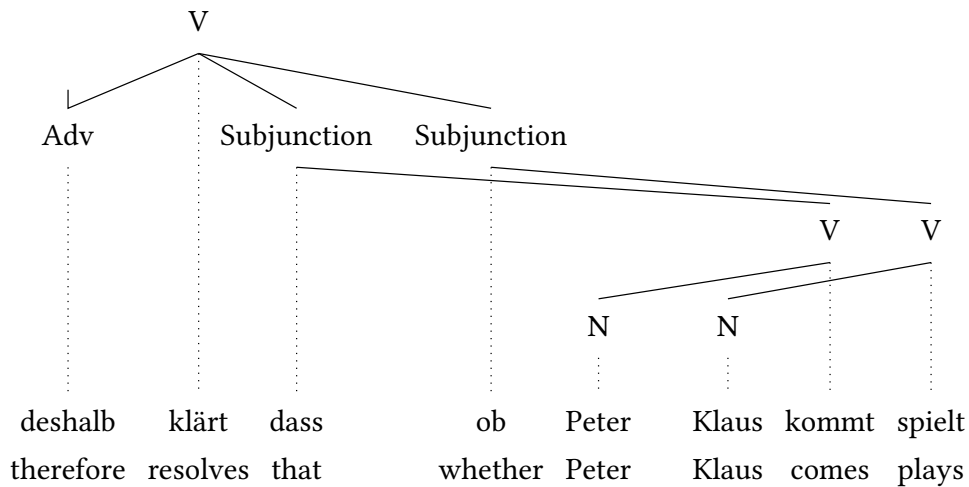 V
Adv Subjunction Subjunction
V V
N N
deshalb klärt dass ob Peter Klaus kommt spielt
therefore resolves that whether Peter Klaus comes plays